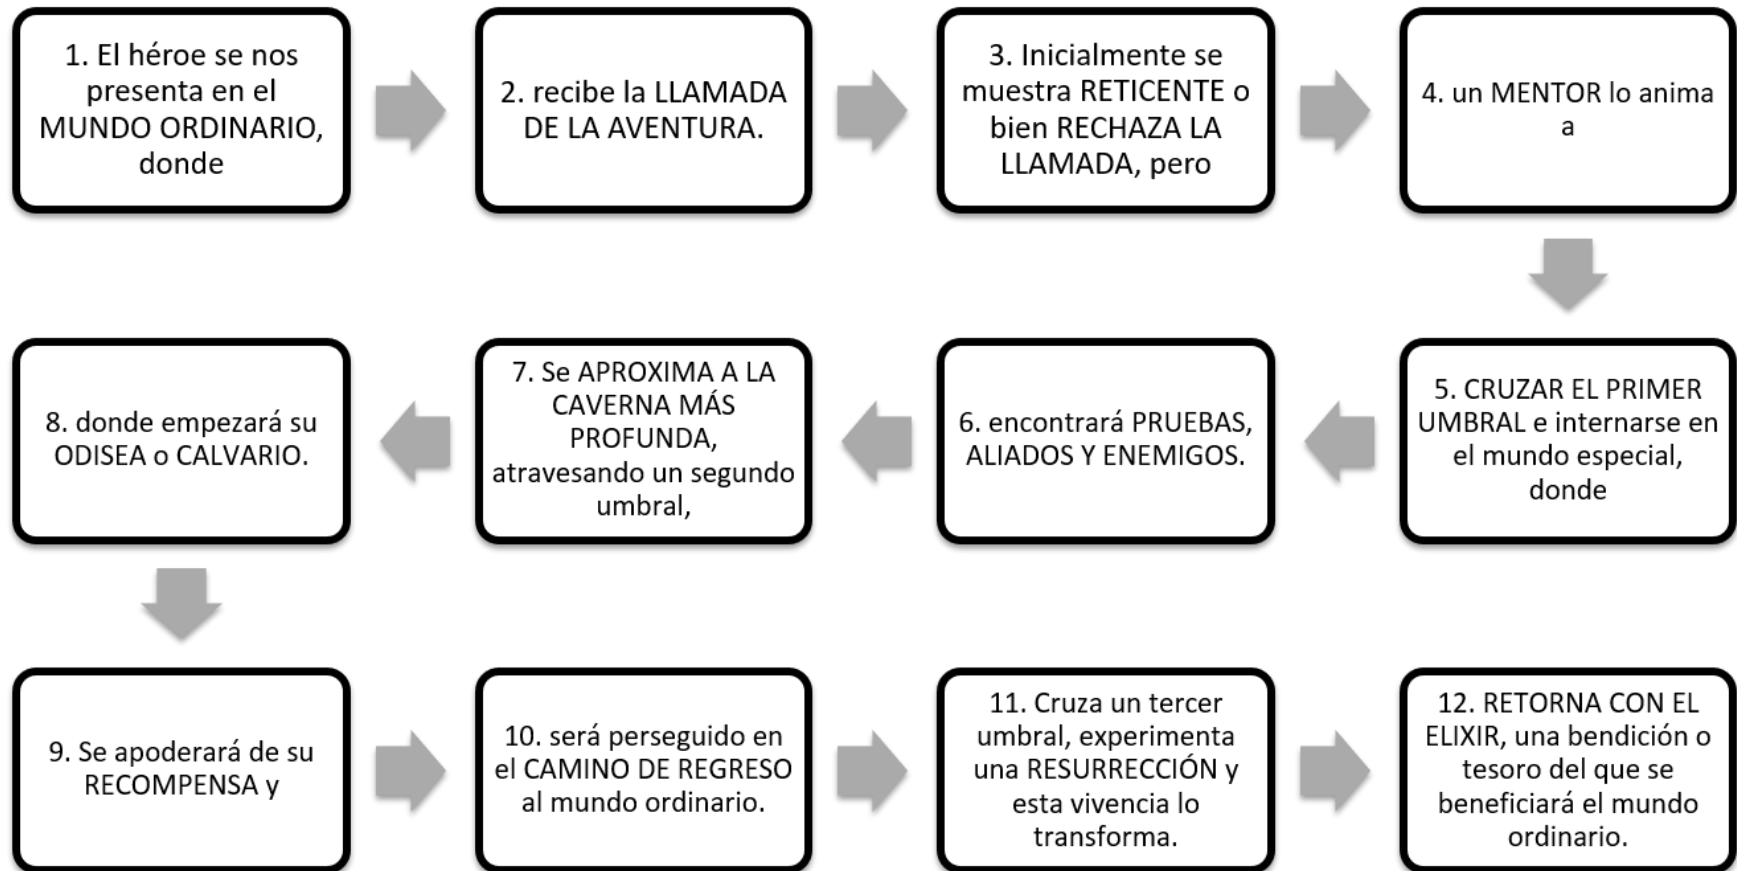 1. El héroe se nos
presenta en el
MUNDO ORDINARIO,
donde
2. recibe la LLAMADA
DE LA AVENTURA.
3. Inicialmente se
muestra RETICENTE o
bien RECHAZA LA
LLAMADA, pero
4. un MENTOR lo anima
a
5. CRUZAR EL PRIMER
UMBRAL e internarse en
el mundo especial,
donde
6. encontrará PRUEBAS,
ALIADOS Y ENEMIGOS.
7. Se APROXIMA A LA
CAVERNA MÁS
PROFUNDA,
atravesando un segundo
umbral,
8. donde empezará su
ODISEA o CALVARIO.
9. Se apoderará de su
RECOMPENSA y
10. será perseguido en
el CAMINO DE REGRESO
al mundo ordinario.
11. Cruza un tercer
umbral, experimenta
una RESURRECCIÓN y
esta vivencia lo
transforma.
12. RETORNA CON EL
ELIXIR, una bendición o
tesoro del que se
beneficiará el mundo
ordinario.